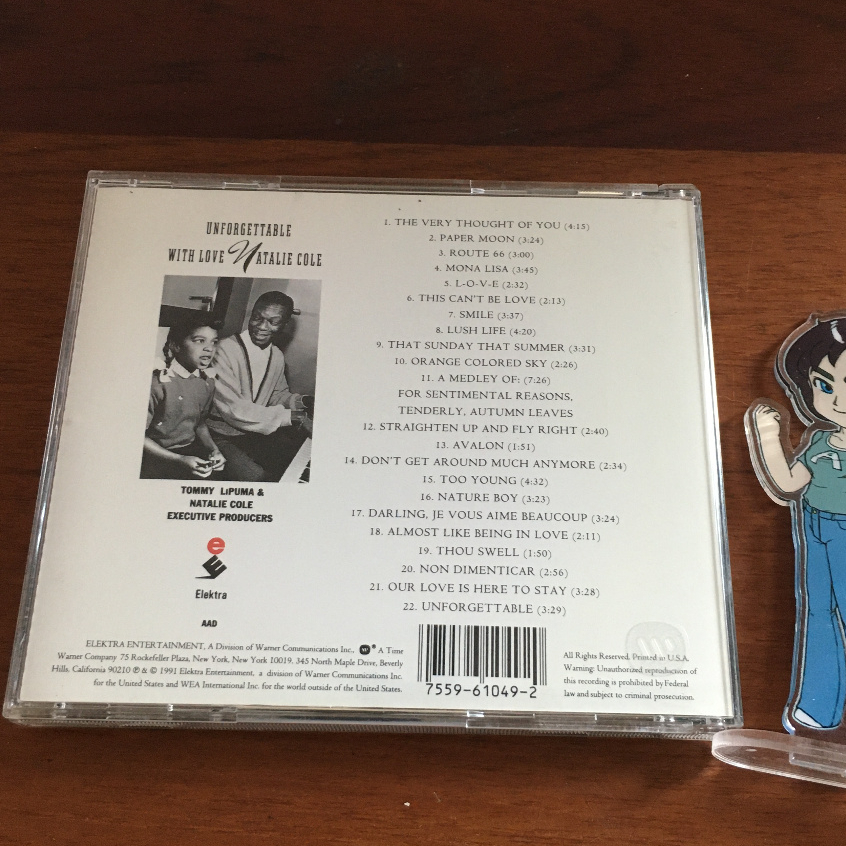 UNFORGETTABLE
WITH LOVE NATALIE COLE
TOMMY LiPUMA &
NATALIE COLE
EXECUTIVE PRODUCERS
e
Elektra
AAD
1. THE VERY THOUGHT OF YOU (4:15)
2. PAPER MOON (3:24)
3. ROUTE 66 (3:00)
4. MONA LISA (3:45)
5. L-O-V-E (2:32)
6. THIS CAN'T BE LOVE (2:13)
7. SMILE (3:37)
8. LUSH LIFE (4:20)
9. THAT SUNDAY THAT SUMMER (3:31)
10. ORANGE COLORED SKY (2:26)
11. A MEDLEY OF: (7:26)
FOR SENTIMENTAL REASONS,
TENDERLY, AUTUMN LEAVES
12. STRAIGHTEN UP AND FLY RIGHT (2:40)
13. AVALON (1:51)
14. DON'T GET AROUND MUCH ANYMORE (2:34)
15. TOO YOUNG (4:32)
16. NATURE BOY (3:23)
17. DARLING, JE VOUS AIME BEAUCOUP (3:24)
18. ALMOST LIKE BEING IN LOVE (2:11)
19. THOU SWELL (1:50)
20. NON DIMENTICAR (2:56)
21. OUR LOVE IS HERE TO STAY (3:28)
22. UNFORGETTABLE (3:29)
ELEKTRA ENTERTAINMENT, A Division of Warner Communications Inc., ® A Time
Warner Company 75 Rockefeller Plaza, New York, New York 10019. 345 North Maple Drive, Beverly
Hills, California 90210 ℗ & © 1991 Elektra Entertainment, a division of Warner Communications Inc.
for the United States and WEA International Inc. for the world outside of the United States.
7559-61049-2
All Rights Reserved. Printed in U.S.A.
Warning: Unauthorized reproduction of
this recording is prohibited by Federal
law and subject to criminal prosecution.